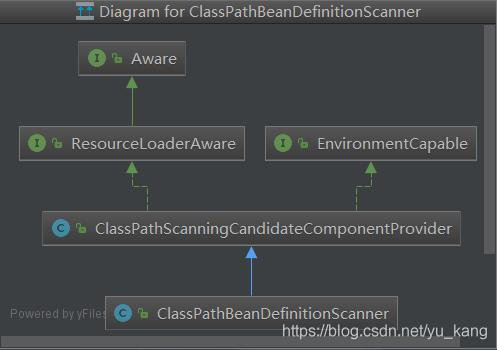 Diagram for ClassPathBeanDefinitionScanner
I Aware
I ResourceLoaderAware
I EnvironmentCapable
C ClassPathScanningCandidateComponentProvider
C ClassPathBeanDefinitionScanner
Powered by yFiles
https://blog.csdn.net/yu_kang